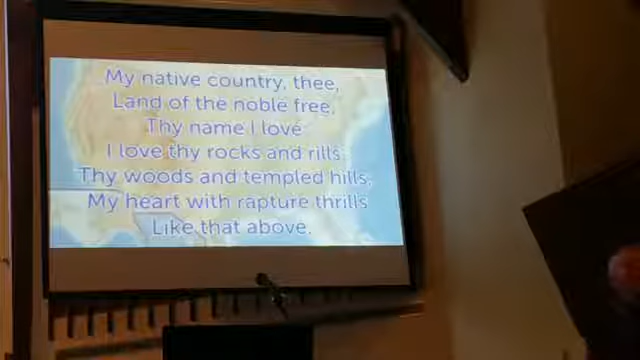 My native country, thee,
Land of the noble free,
Thy name I love
I love thy rocks and rills
Thy woods and templed hills,
My heart with rapture thrills
Like that above.